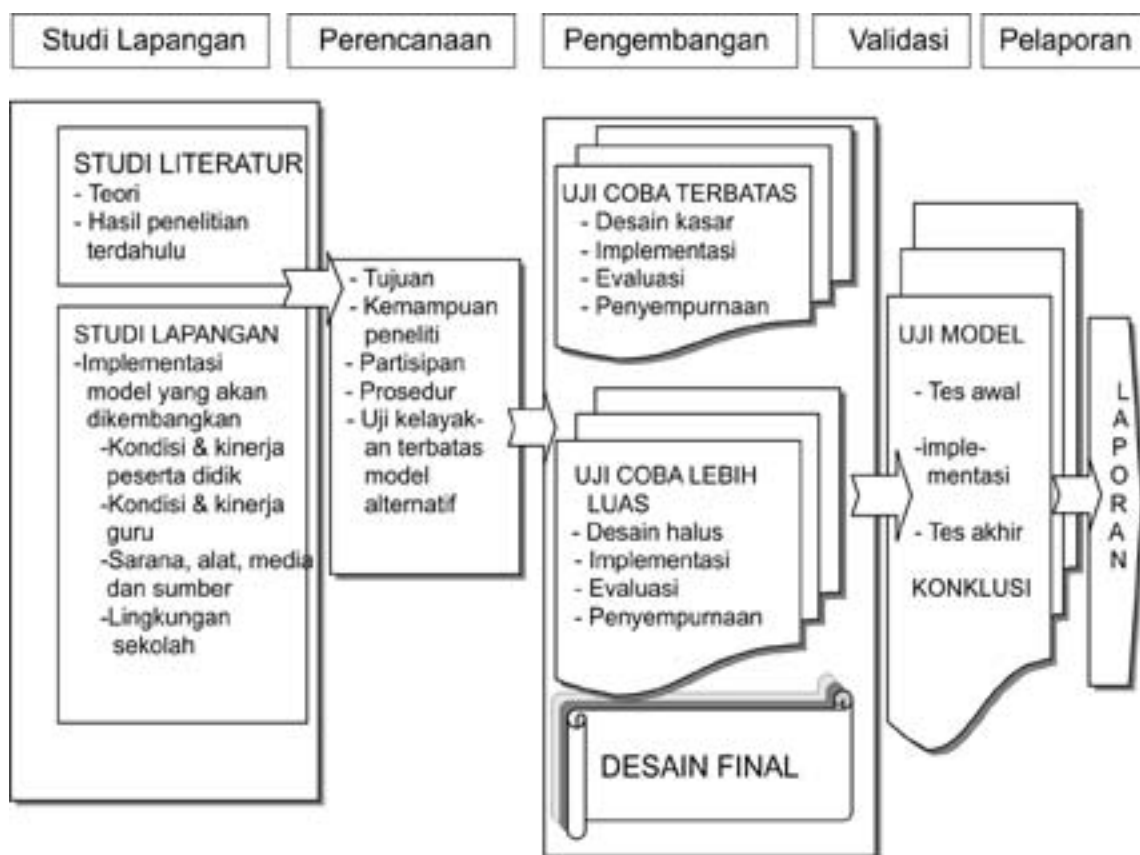 Studi Lapangan
Perencanaan
Pengembangan
Validasi
Pelaporan
STUDI LITERATUR
- Teori
- Hasil penelitian
terdahulu
STUDI LAPANGAN
-Implementasi
model yang akan
dikembangkan
-Kondisi & kinerja
peserta didik
-Kondisi & kinerja
guru
-Sarana, alat, media
dan sumber
-Lingkungan
sekolah
- Tujuan
- Kemampuan
peneliti
- Partisipan
- Prosedur
- Uji kelayak-
an terbatas
model
alternatif
UJI COBA TERBATAS
- Desain kasar
- Implementasi
- Evaluasi
- Penyempurnaan
UJI COBA LEBIH
LUAS
- Desain halus
- Implementasi
- Evaluasi
- Penyempurnaan
DESAIN FINAL
UJI MODEL
- Tes awal
-imple-
mentasi
- Tes akhir
KONKLUSI
LAPORAN